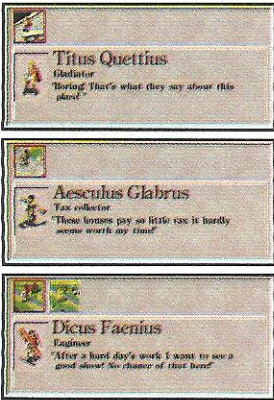 Titus Quettius
Gladiator
"Boring! That's what they say about this
place!"
Aesculus Glabrus
Tax collector
"These houses pay so little tax it hardly
seems worth my time!"
Dicus Faenius
Engineer
"After a hard day's work I want to see a
good show! No chance of that here!"